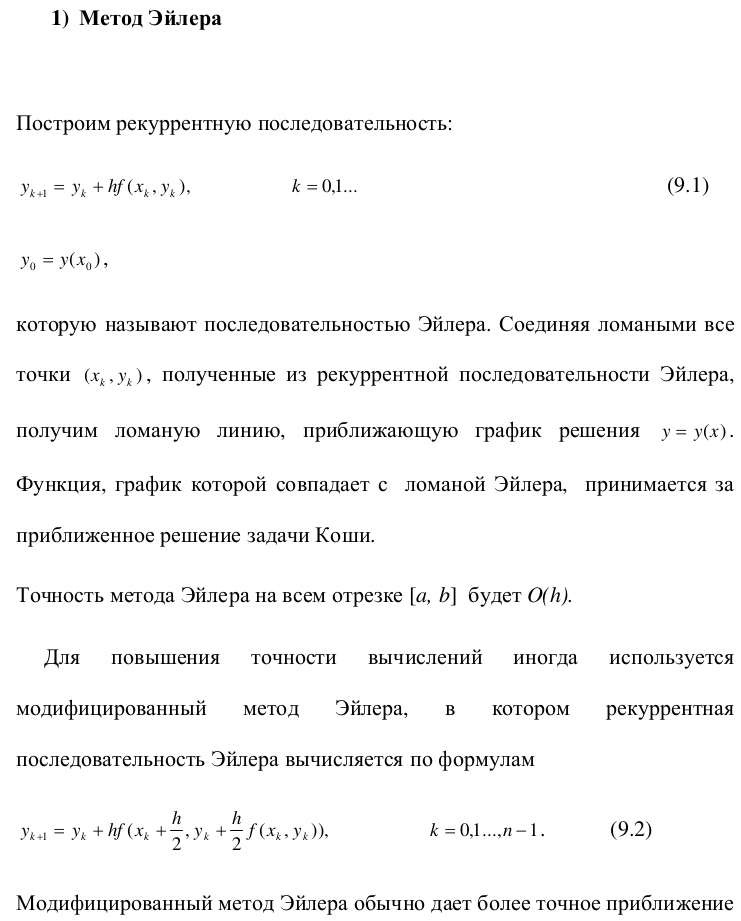 1) Метод Эйлера
Построим рекуррентную последовательность:
y_{k+1} = y_k + hf(x_k, y_k), k = 0,1... (9.1)
y_0 = y(x_0),
которую называют последовательностью Эйлера. Соединяя ломаными все
точки (x_k, y_k), полученные из рекуррентной последовательности Эйлера,
получим ломаную линию, приближающую график решения y = y(x).
Функция, график которой совпадает с ломаной Эйлера, принимается за
приближенное решение задачи Коши.
Точность метода Эйлера на всем отрезке [a, b] будет O(h).
Для повышения точности вычислений иногда используется
модифицированный метод Эйлера, в котором рекуррентная
последовательность Эйлера вычисляется по формулам
y_{k+1} = y_k + hf(x_k + \frac{h}{2}, y_k + \frac{h}{2} f(x_k, y_k)), k = 0,1...,n − 1. (9.2)
Модифицированный метод Эйлера обычно дает более точное приближение